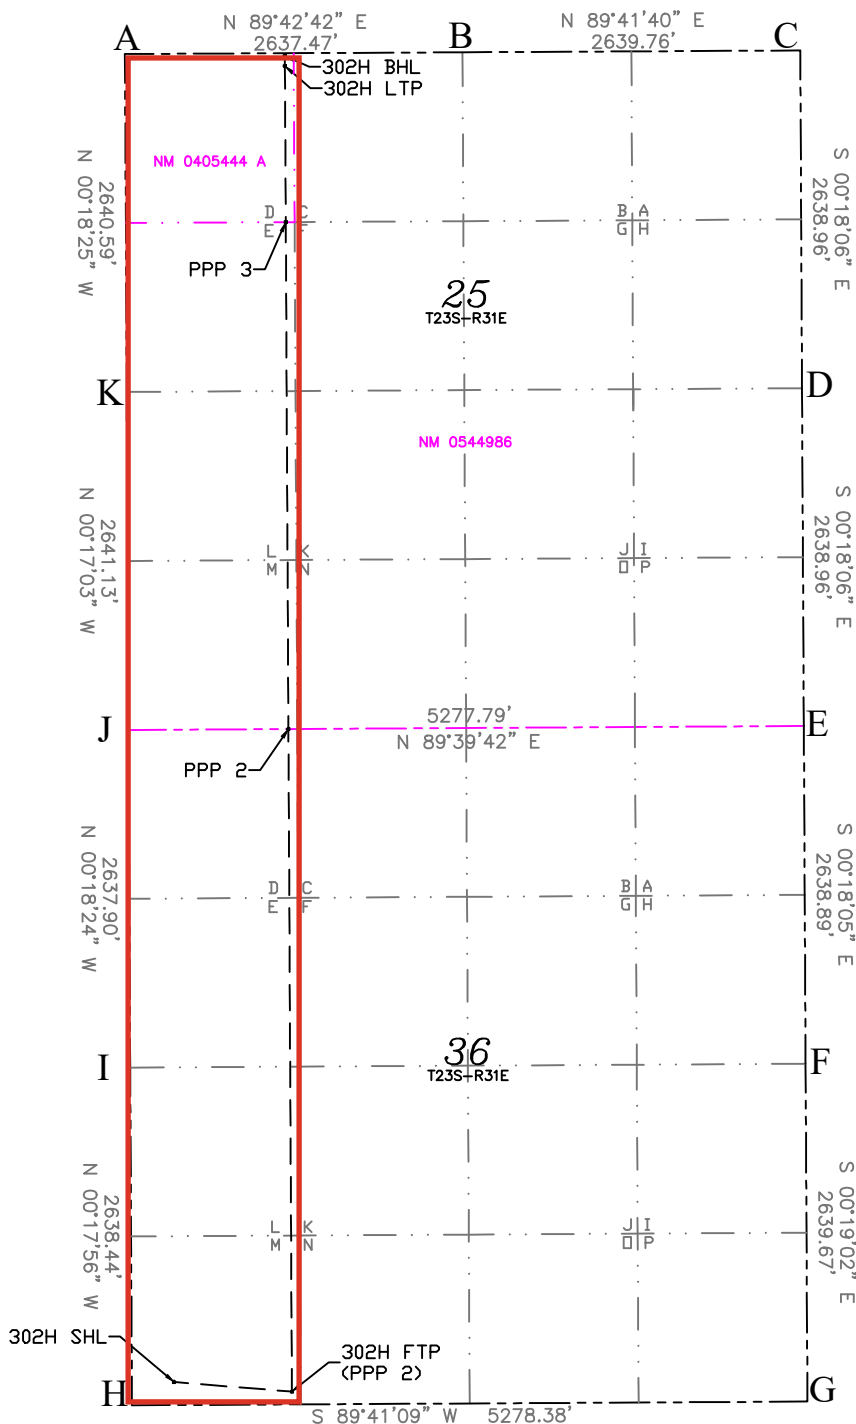 N 89°42'42" E
2637.47'
N 89°41'40" E
2639.76'
A
B
C
302H BHL
302H LTP
NM 0405444 A
N 00°18'25" W
2640.59'
S 00°18'06" E
2638.96'
D C
E F
B A
G H
PPP 3
25
T23S-R31E
K
D
NM 0544986
N 00°17'03" W
2641.13'
S 00°18'06" E
2638.96'
L K
M N
J I
O P
J
5277.79'
N 89°39'42" E
E
PPP 2
N 00°18'24" W
2637.90'
S 00°18'05" E
2638.89'
D C
E F
B A
G H
36
T23S-R31E
I
F
N 00°17'56" W
2638.44'
S 00°19'02" E
2639.67'
L K
M N
J I
O P
302H SHL
302H FTP
(PPP 2)
H
G
S 89°41'09" W 5278.38'